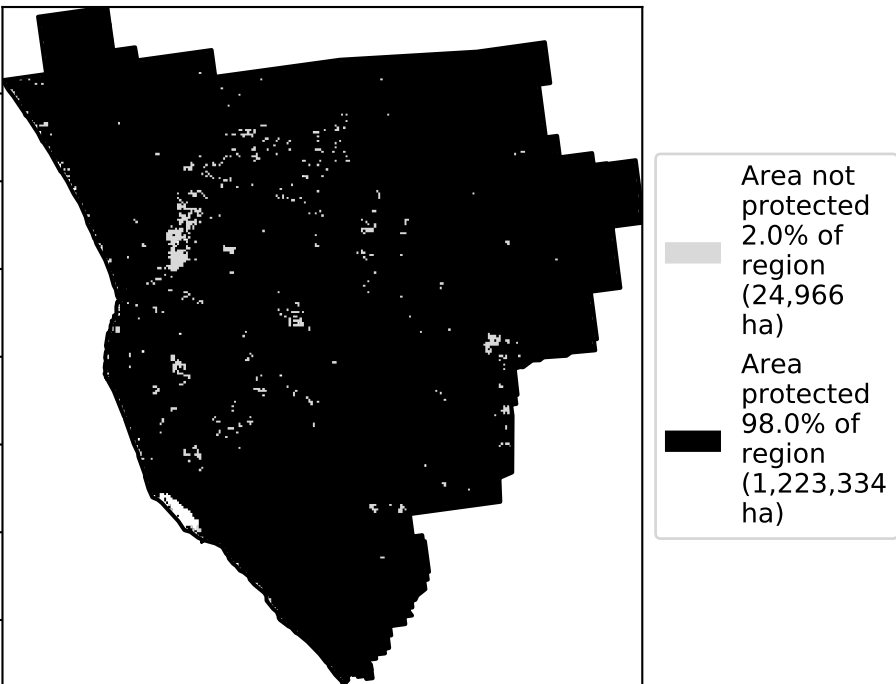 Area not
protected
2.0% of
region
(24,966
ha)
Area
protected
98.0% of
region
(1,223,334
ha)